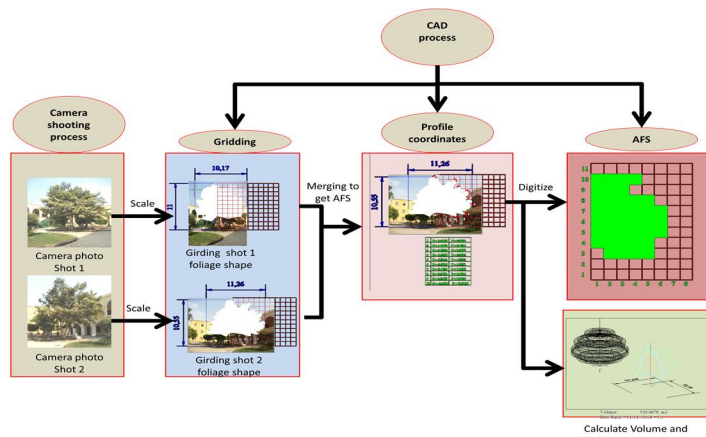 CAD
process
Camera
shooting
process
Gridding
Profile
coordinates
AFS
10,17
11
Girding shot 1
foliage shape
11,26
10,55
Girding shot 2
foliage shape
Camera photo
Shot 1
Camera photo
Shot 2
Scale
Scale
Merging to
get AFS
11,26
10,55
Digitize
11
10
9
8
7
6
5
4
3
2
1
1 2 3 4 5 6 7 8
Volume:
Calculate Volume and